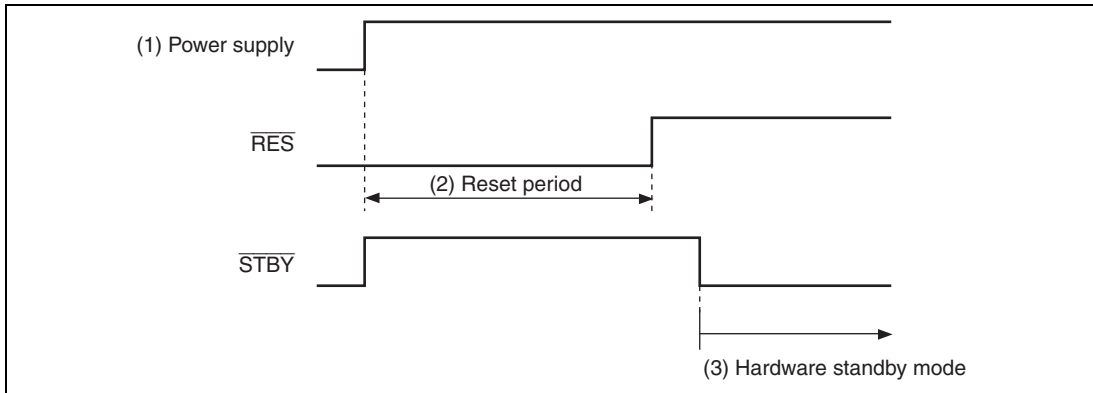 (1) Power supply
RES
(2) Reset period
STBY
(3) Hardware standby mode